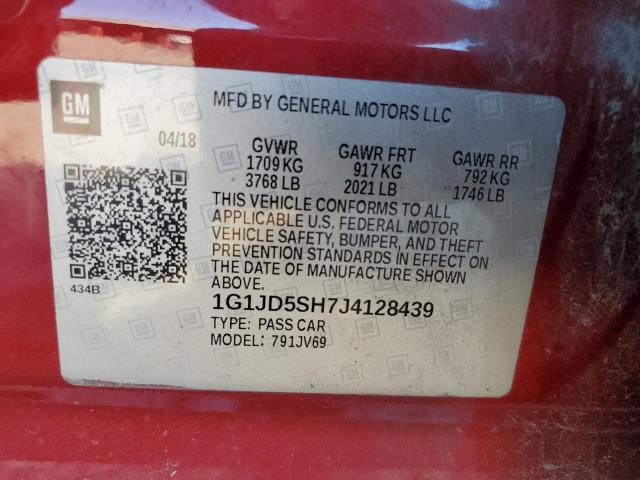 GM
MFD BY GENERAL MOTORS LLC
04/18
GVWR GAWR FRT GAWR RR
1709 KG 917 KG 792 KG
3768 LB 2021 LB 1746 LB
THIS VEHICLE CONFORMS TO ALL
APPLICABLE U.S. FEDERAL MOTOR
VEHICLE SAFETY, BUMPER, AND THEFT
PREVENTION STANDARDS IN EFFECT ON
THE DATE OF MANUFACTURE SHOWN
ABOVE.
434B
1G1JD5SH7J4128439
TYPE: PASS CAR
MODEL: 791JV69